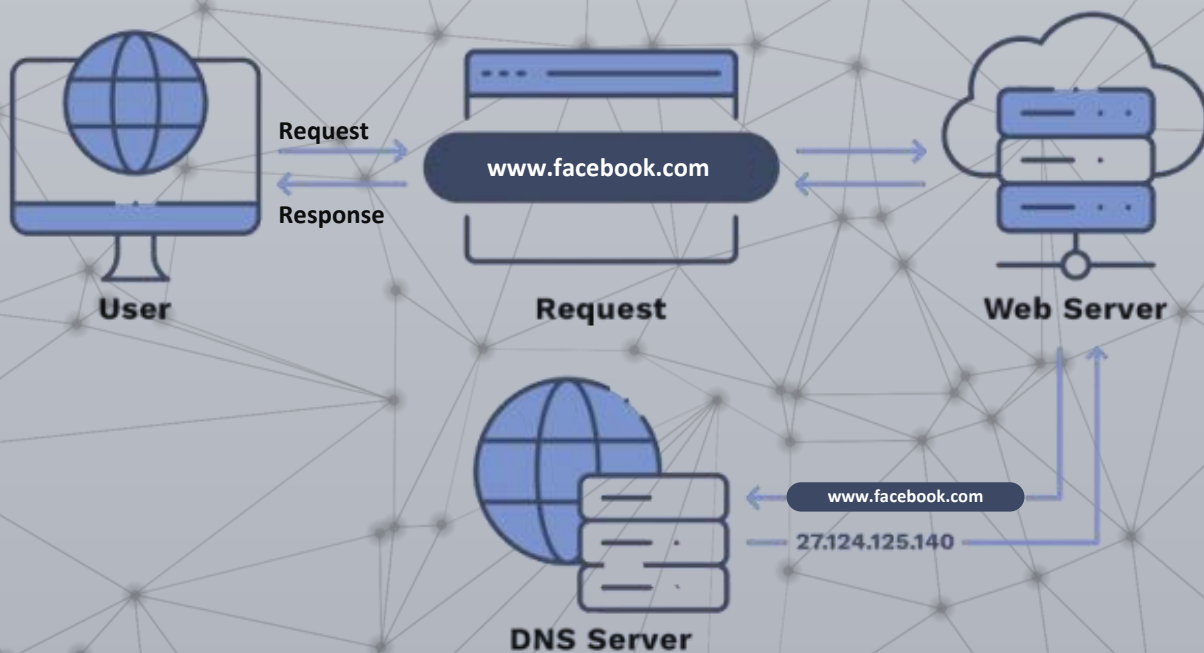 Request
www.facebook.com
Response
User
Request
Web Server
www.facebook.com
27.124.125.140
DNS Server